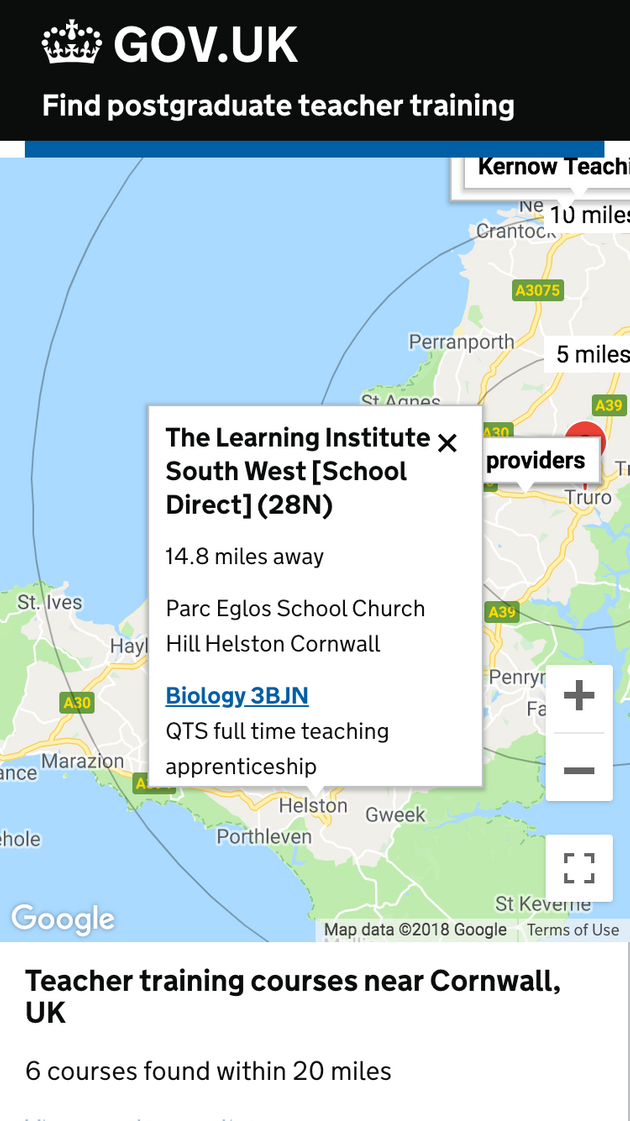 GOV.UK
Find postgraduate teacher training
Kernow Teachi
Ne
10 miles
Crantock
A3075
Perranporth
5 miles
St Agnes
A39
The Learning Institute
South West [School
Direct] (28N)
14.8 miles away
Parc Eglos School Church
Hill Helston Cornwall
Biology 3BJN
QTS full time teaching
apprenticeship
A30
providers
Tr
Truro
St. Ives
A39
Hayl
Penryn
A30
Fa
Marazion
ance
Helston
Gweek
Porthleven
ehole
St Keverne
Google
Map data ©2018 Google
Terms of Use
Teacher training courses near Cornwall,
UK
6 courses found within 20 miles